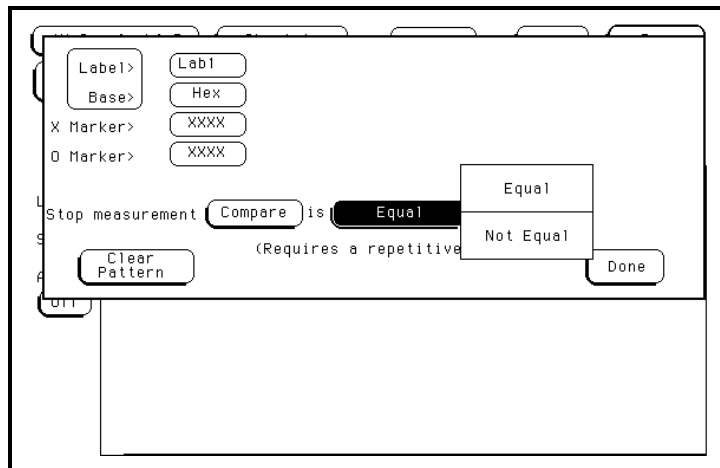 Label> Lab1
Base> Hex
X Marker> XXXX
O Marker> XXXX
Stop measurement Compare is Equal
Equal
Not Equal
(Requires a repetitive
Clear
Pattern
Done
Off